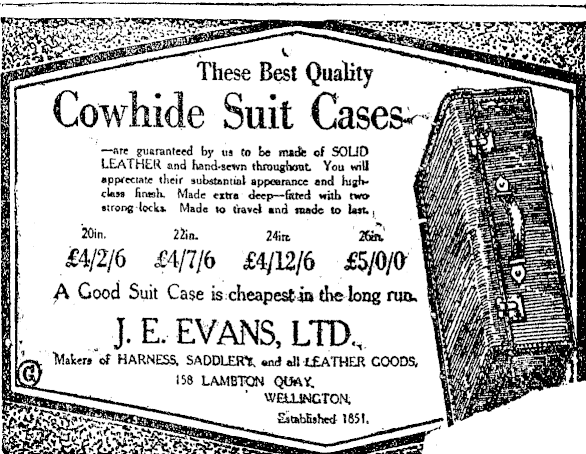 These Best Quality
Cowhide Suit Cases
—are guaranteed by us to be made of SOLID
LEATHER and hand-sewn throughout. You will
appreciate their substantial appearance and high-
class finish. Made extra deep—fitted with two
strong locks. Made to travel and made to last.
20in. 22in. 24in. 26in.
£4/2/6 £4/7/6 £4/12/6 £5/0/0
A Good Suit Case is cheapest in the long run.
J. E. EVANS, LTD.,
Makers of HARNESS, SADDLERY, and all LEATHER GOODS,
158 LAMBTON QUAY,
WELLINGTON,
Established 1851.
G